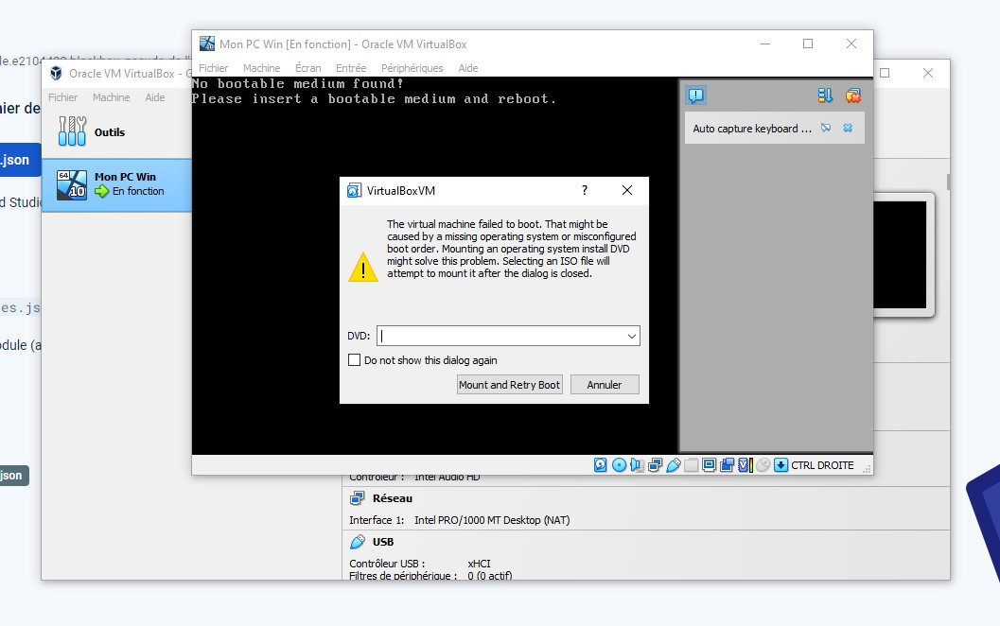 Mon PC Win [En fonction] - Oracle VM VirtualBox
Fichier Machine Écran Entrée Périphériques Aide
No bootable medium found!
Please insert a bootable medium and reboot.
Auto capture keyboard ...
VirtualBoxVM
?
The virtual machine failed to boot. That might be
caused by a missing operating system or misconfigured
boot order. Mounting an operating system install DVD
might solve this problem. Selecting an ISO file will
attempt to mount it after the dialog is closed.
DVD:
Do not show this dialog again
Mount and Retry Boot Annuler
CTRL DROITE
Oracle VM VirtualBox - G
Fichier Machine Aide
Outils
64
10
Mon PC Win
En fonction
Contrôleur : Intel Audio HD
Réseau
Interface 1: Intel PRO/1000 MT Desktop (NAT)
USB
Contrôleur USB : xHCI
Filtres de périphérique : 0 (0 actif)
ier de
.json
d Studi
es.js
odule (a
json